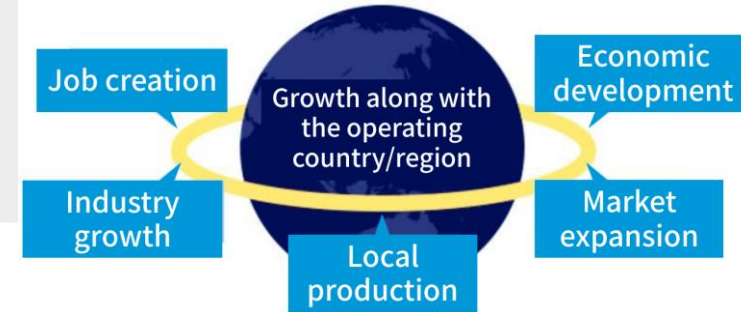 Job creation
Economic
development
Growth along with
the operating
country/region
Industry
growth
Market
expansion
Local
production